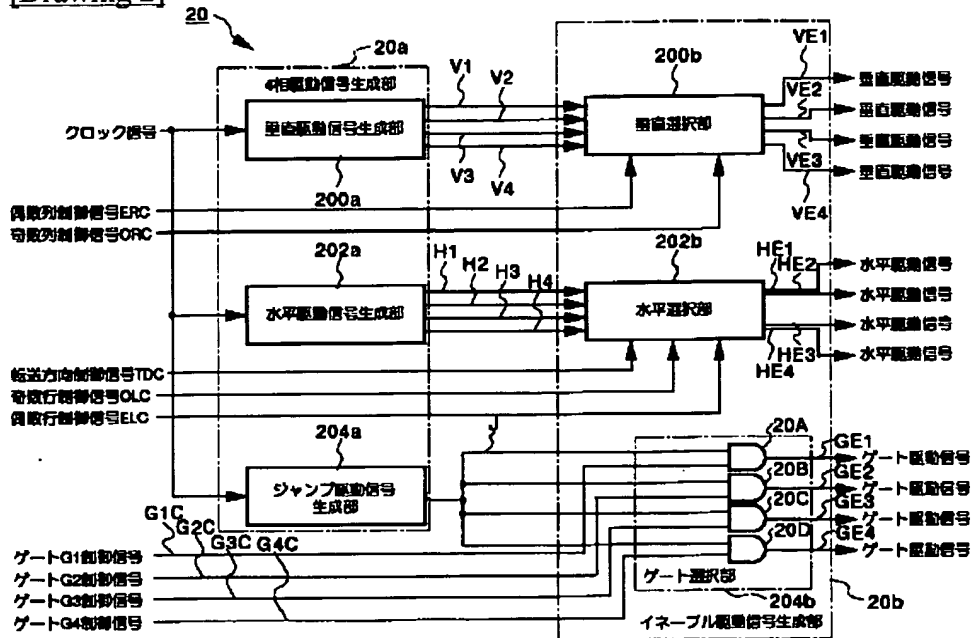 20
20a
4相駆動信号生成部
V1
V2
200b
VE1
垂直駆動信号
クロック信号
垂直駆動信号生成部
垂直選択部
VE2
垂直駆動信号
垂直駆動信号
V3
V4
VE3
垂直駆動信号
200a
VE4
偶数列制御信号ERC
奇数列制御信号ORC
202a
H1
H2
H3
H4
202b
HE1
HE2
水平駆動信号
水平駆動信号生成部
水平選択部
水平駆動信号
水平駆動信号
HE3
HE4
水平駆動信号
転送方向制御信号TDC
奇数行制御信号OLC
偶数行制御信号ELC
204a
20A
GE1
ゲート駆動信号
ジャンプ駆動信号
生成部
20B
GE2
ゲート駆動信号
20C
GE3
ゲート駆動信号
20D
GE4
ゲート駆動信号
G1C
G2C
G3C
G4C
ゲートG1制御信号
ゲートG2制御信号
ゲートG3制御信号
ゲートG4制御信号
ゲート選択部
204b
20b
イネーブル駆動信号生成部